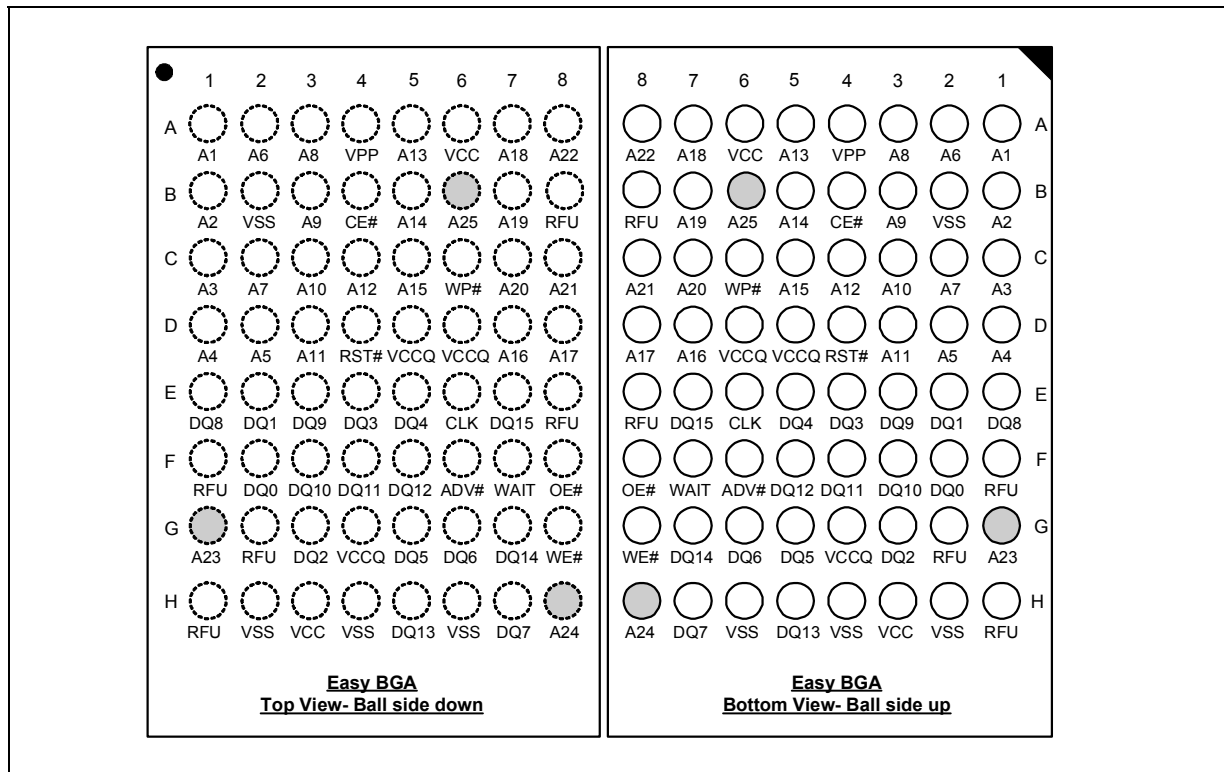 1 2 3 4 5 6 7 8
A
A1 A6 A8 VPP A13 VCC A18 A22
B
A2 VSS A9 CE# A14 A25 A19 RFU
C
A3 A7 A10 A12 A15 WP# A20 A21
D
A4 A5 A11 RST# VCCQ VCCQ A16 A17
E
DQ8 DQ1 DQ9 DQ3 DQ4 CLK DQ15 RFU
F
RFU DQ0 DQ10 DQ11 DQ12 ADV# WAIT OE#
G
A23 RFU DQ2 VCCQ DQ5 DQ6 DQ14 WE#
H
RFU VSS VCC VSS DQ13 VSS DQ7 A24
Easy BGA
Top View- Ball side down
8 7 6 5 4 3 2 1
A
A22 A18 VCC A13 VPP A8 A6 A1
B
RFU A19 A25 A14 CE# A9 VSS A2
C
A21 A20 WP# A15 A12 A10 A7 A3
D
A17 A16 VCCQ VCCQ RST# A11 A5 A4
E
RFU DQ15 CLK DQ4 DQ3 DQ9 DQ1 DQ8
F
OE# WAIT ADV# DQ12 DQ11 DQ10 DQ0 RFU
G
WE# DQ14 DQ6 DQ5 VCCQ DQ2 RFU A23
H
A24 DQ7 VSS DQ13 VSS VCC VSS RFU
Easy BGA
Bottom View- Ball side up